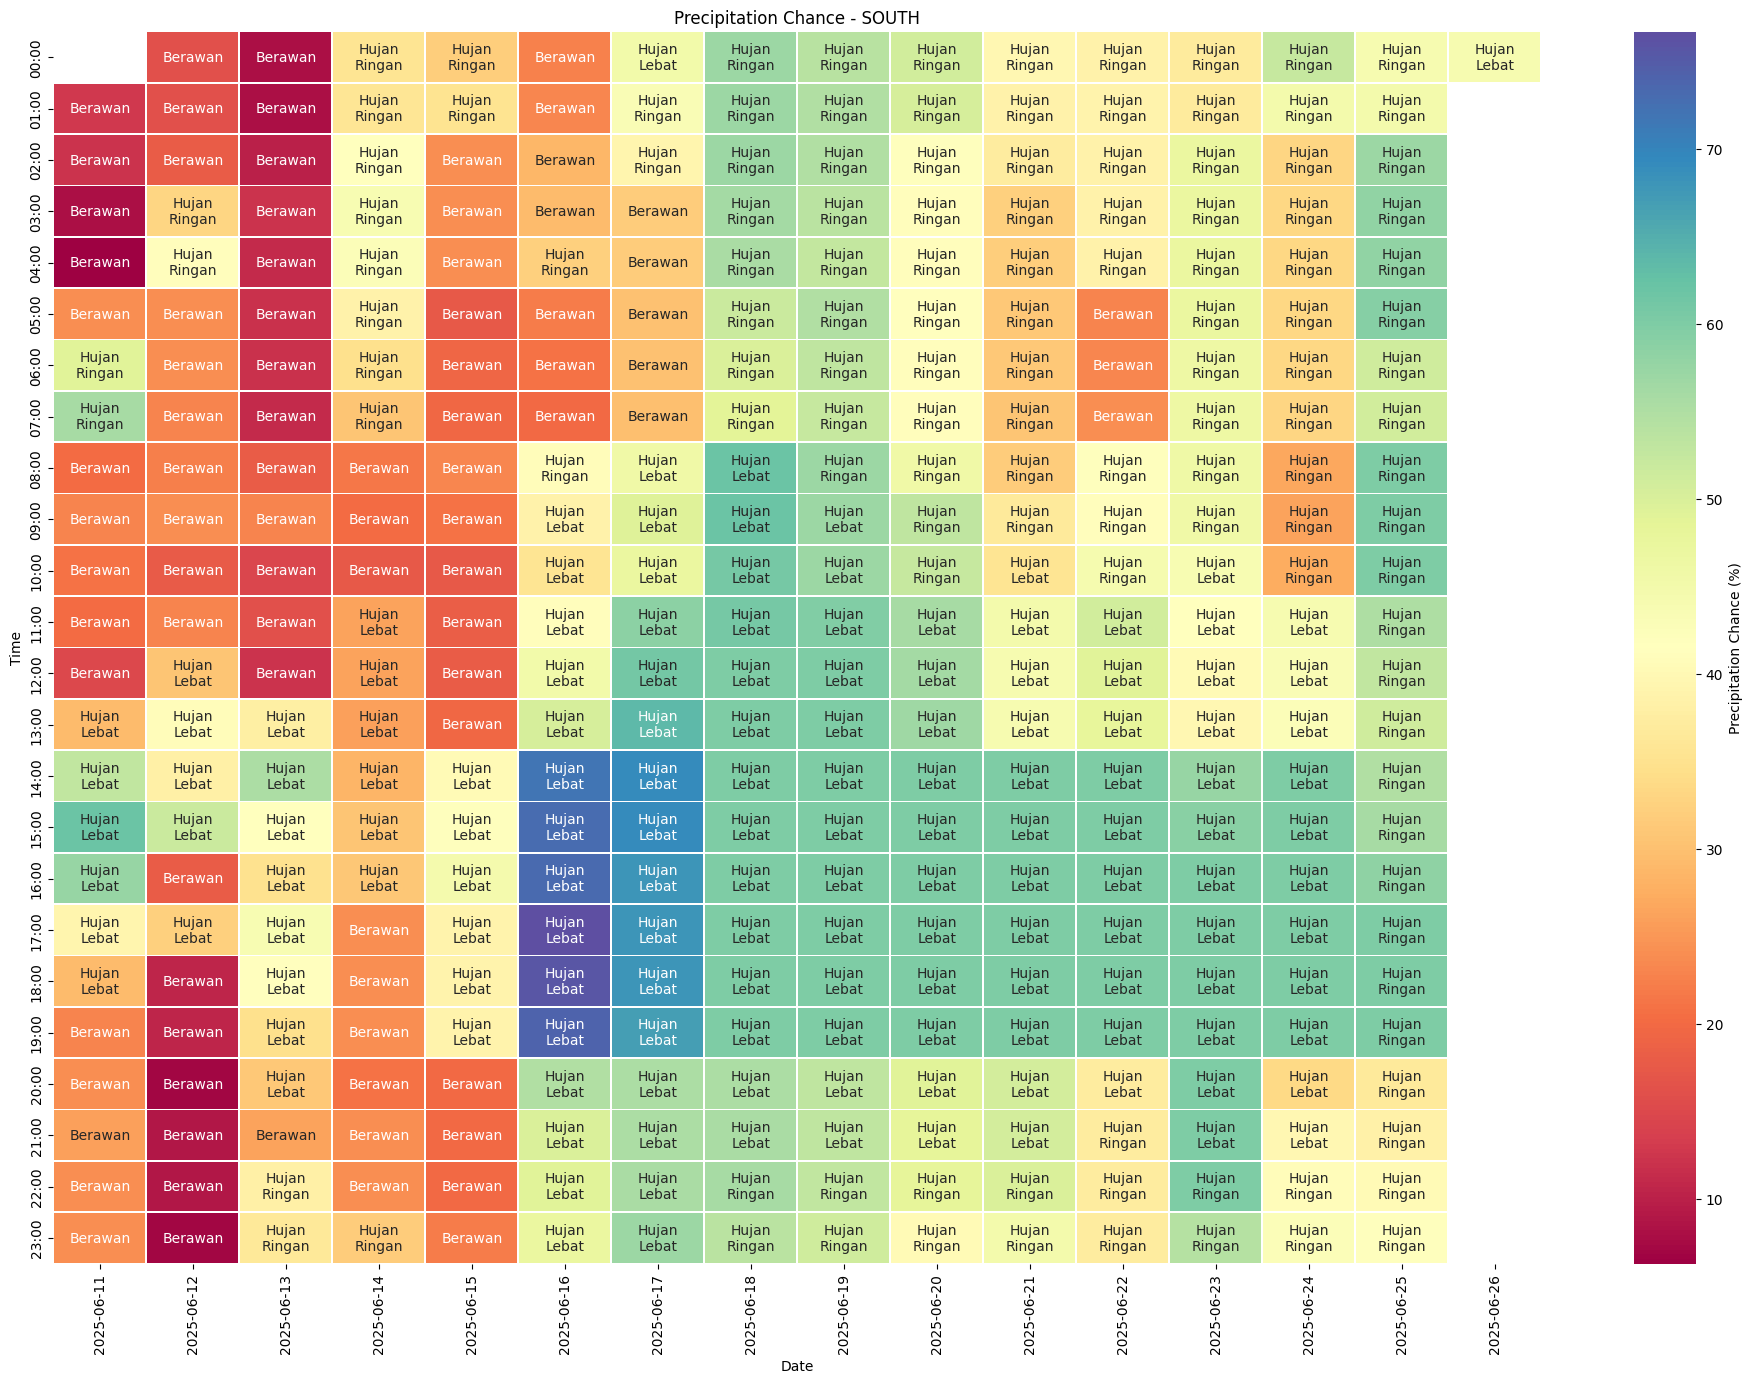 Precipitation Chance - SOUTH
00:00 Berawan Berawan Hujan Ringan Hujan Ringan Berawan Hujan Lebat Hujan Ringan Hujan Ringan Hujan Ringan Hujan Ringan Hujan Ringan Hujan Ringan Hujan Ringan Hujan Ringan Hujan Lebat
01:00 Berawan Berawan Berawan Hujan Ringan Hujan Ringan Berawan Hujan Ringan Hujan Ringan Hujan Ringan Hujan Ringan Hujan Ringan Hujan Ringan Hujan Ringan Hujan Ringan Hujan Ringan
02:00 Berawan Berawan Berawan Hujan Ringan Berawan Berawan Hujan Ringan Hujan Ringan Hujan Ringan Hujan Ringan Hujan Ringan Hujan Ringan Hujan Ringan Hujan Ringan Hujan Ringan
03:00 Berawan Hujan Ringan Berawan Hujan Ringan Berawan Berawan Berawan Hujan Ringan Hujan Ringan Hujan Ringan Hujan Ringan Hujan Ringan Hujan Ringan Hujan Ringan Hujan Ringan
04:00 Berawan Hujan Ringan Berawan Hujan Ringan Berawan Hujan Ringan Berawan Hujan Ringan Hujan Ringan Hujan Ringan Hujan Ringan Hujan Ringan Hujan Ringan Hujan Ringan Hujan Ringan
05:00 Berawan Berawan Berawan Hujan Ringan Berawan Berawan Berawan Hujan Ringan Hujan Ringan Hujan Ringan Hujan Ringan Berawan Hujan Ringan Hujan Ringan Hujan Ringan
06:00 Hujan Ringan Berawan Berawan Hujan Ringan Berawan Berawan Berawan Hujan Ringan Hujan Ringan Hujan Ringan Hujan Ringan Berawan Hujan Ringan Hujan Ringan Hujan Ringan
07:00 Hujan Ringan Berawan Berawan Hujan Ringan Berawan Berawan Berawan Hujan Ringan Hujan Ringan Hujan Ringan Hujan Ringan Berawan Hujan Ringan Hujan Ringan Hujan Ringan
08:00 Berawan Berawan Berawan Berawan Berawan Hujan Ringan Hujan Lebat Hujan Lebat Hujan Ringan Hujan Ringan Hujan Ringan Hujan Ringan Hujan Ringan Hujan Ringan Hujan Ringan
09:00 Berawan Berawan Berawan Berawan Berawan Hujan Lebat Hujan Lebat Hujan Lebat Hujan Lebat Hujan Ringan Hujan Ringan Hujan Ringan Hujan Ringan Hujan Ringan Hujan Ringan
10:00 Berawan Berawan Berawan Berawan Berawan Hujan Lebat Hujan Lebat Hujan Lebat Hujan Lebat Hujan Ringan Hujan Lebat Hujan Ringan Hujan Lebat Hujan Ringan Hujan Ringan
11:00 Berawan Berawan Berawan Hujan Lebat Berawan Hujan Lebat Hujan Lebat Hujan Lebat Hujan Lebat Hujan Lebat Hujan Lebat Hujan Lebat Hujan Lebat Hujan Lebat Hujan Ringan
12:00 Berawan Hujan Lebat Berawan Hujan Lebat Berawan Hujan Lebat Hujan Lebat Hujan Lebat Hujan Lebat Hujan Lebat Hujan Lebat Hujan Lebat Hujan Lebat Hujan Lebat Hujan Ringan
13:00 Hujan Lebat Hujan Lebat Hujan Lebat Hujan Lebat Berawan Hujan Lebat Hujan Lebat Hujan Lebat Hujan Lebat Hujan Lebat Hujan Lebat Hujan Lebat Hujan Lebat Hujan Lebat Hujan Ringan
14:00 Hujan Lebat Hujan Lebat Hujan Lebat Hujan Lebat Hujan Lebat Hujan Lebat Hujan Lebat Hujan Lebat Hujan Lebat Hujan Lebat Hujan Lebat Hujan Lebat Hujan Lebat Hujan Lebat Hujan Ringan
15:00 Hujan Lebat Hujan Lebat Hujan Lebat Hujan Lebat Hujan Lebat Hujan Lebat Hujan Lebat Hujan Lebat Hujan Lebat Hujan Lebat Hujan Lebat Hujan Lebat Hujan Lebat Hujan Lebat Hujan Ringan
16:00 Hujan Lebat Berawan Hujan Lebat Hujan Lebat Hujan Lebat Hujan Lebat Hujan Lebat Hujan Lebat Hujan Lebat Hujan Lebat Hujan Lebat Hujan Lebat Hujan Lebat Hujan Lebat Hujan Ringan
17:00 Hujan Lebat Hujan Lebat Hujan Lebat Berawan Hujan Lebat Hujan Lebat Hujan Lebat Hujan Lebat Hujan Lebat Hujan Lebat Hujan Lebat Hujan Lebat Hujan Lebat Hujan Lebat Hujan Ringan
18:00 Hujan Lebat Berawan Hujan Lebat Berawan Hujan Lebat Hujan Lebat Hujan Lebat Hujan Lebat Hujan Lebat Hujan Lebat Hujan Lebat Hujan Lebat Hujan Lebat Hujan Lebat Hujan Ringan
19:00 Berawan Berawan Hujan Lebat Berawan Hujan Lebat Hujan Lebat Hujan Lebat Hujan Lebat Hujan Lebat Hujan Lebat Hujan Lebat Hujan Lebat Hujan Lebat Hujan Lebat Hujan Ringan
20:00 Berawan Berawan Hujan Lebat Berawan Berawan Hujan Lebat Hujan Lebat Hujan Lebat Hujan Lebat Hujan Lebat Hujan Lebat Hujan Lebat Hujan Lebat Hujan Lebat Hujan Ringan
21:00 Berawan Berawan Berawan Berawan Berawan Hujan Lebat Hujan Lebat Hujan Lebat Hujan Lebat Hujan Lebat Hujan Lebat Hujan Ringan Hujan Lebat Hujan Lebat Hujan Ringan
22:00 Berawan Berawan Hujan Ringan Berawan Berawan Hujan Lebat Hujan Lebat Hujan Ringan Hujan Ringan Hujan Ringan Hujan Ringan Hujan Ringan Hujan Ringan Hujan Ringan Hujan Ringan
23:00 Berawan Berawan Hujan Ringan Hujan Ringan Berawan Hujan Lebat Hujan Lebat Hujan Ringan Hujan Ringan Hujan Ringan Hujan Ringan Hujan Ringan Hujan Ringan Hujan Ringan Hujan Ringan
Time
2025-06-11 2025-06-12 2025-06-13 2025-06-14 2025-06-15 2025-06-16 2025-06-17 2025-06-18 2025-06-19 2025-06-20 2025-06-21 2025-06-22 2025-06-23 2025-06-24 2025-06-25 2025-06-26
Date
70
60
50
40
30
20
10
Precipitation Chance (%)